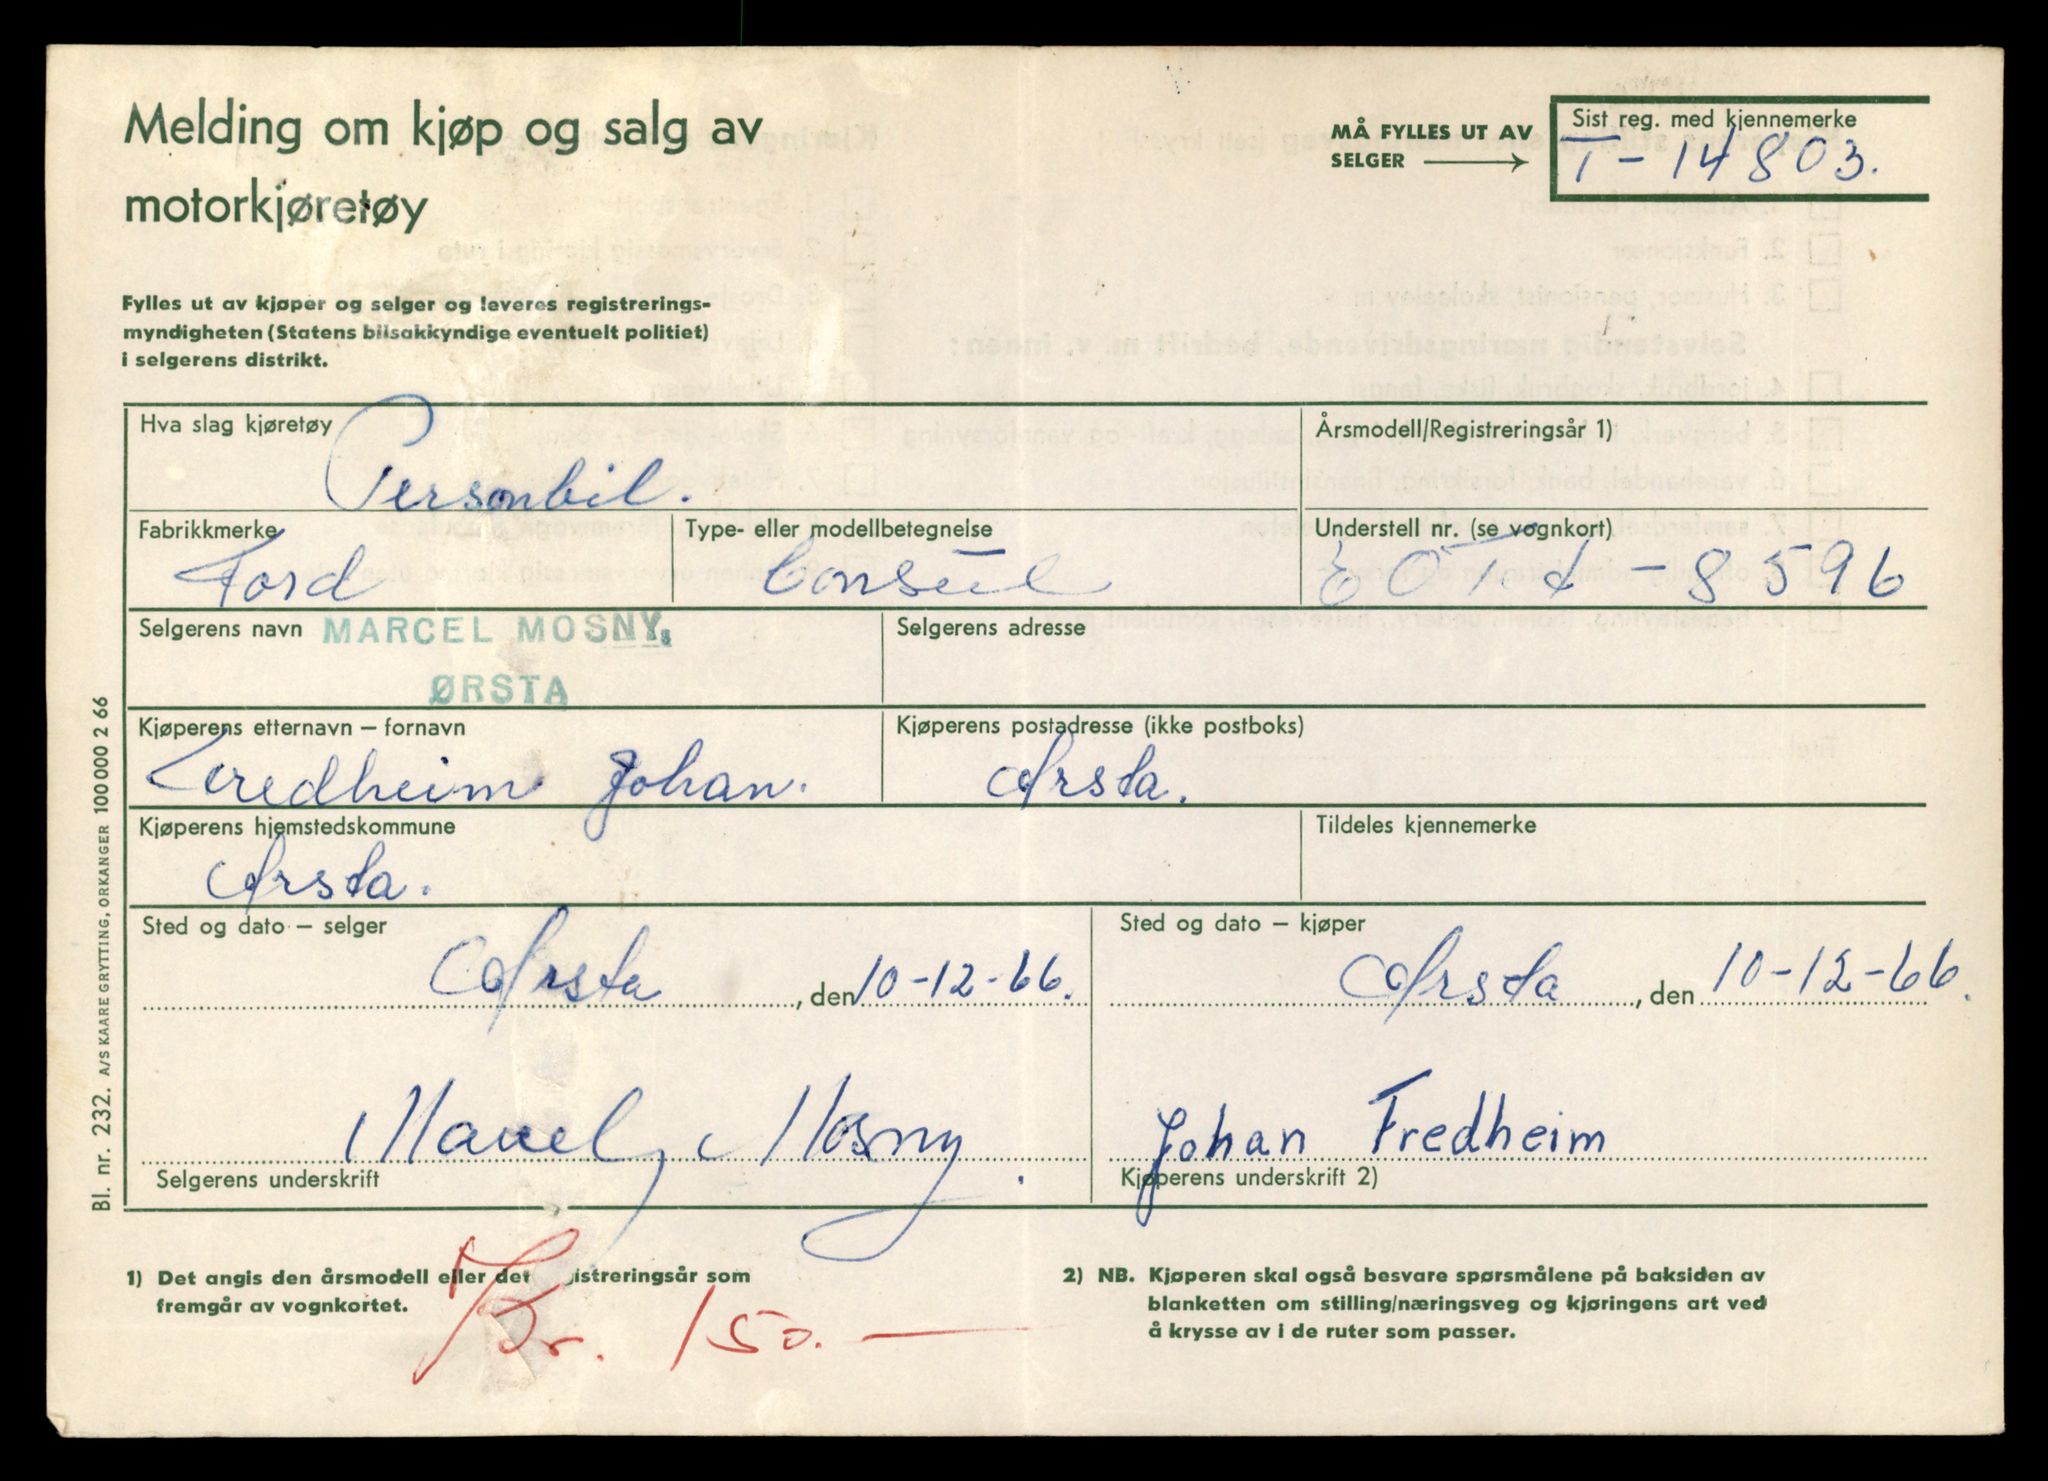 Melding om kjøp og salg av
motorkjøretøy
MÅ FYLLES UT AV
SELGER
Sist reg. med kjennemerke
T-14803.
Fylles ut av kjøper og selger og leveres registrerings-
myndigheten (Statens bilsakkyndige eventuelt politiet)
i selgerens distrikt.
Hva slag kjøretøy
Personbil.
Årsmodell/Registreringsår 1)
Fabrikkmerke
Ford
Type- eller modellbetegnelse
Consul
Understell nr. (se vognkort)
EOTA-8596
Selgerens navn
MARCEL MOSNY,
ØRSTA
Selgerens adresse
Kjøperens etternavn – fornavn
Fredheim Johan.
Kjøperens postadresse (ikke postboks)
Ørsta.
Kjøperens hjemstedskommune
Ørsta.
Tildeles kjennemerke
Sted og dato – selger
Ørsta, den 10-12-66.
Sted og dato – kjøper
Ørsta, den 10-12-66.
Marcel Mosny.
Selgerens underskrift
Johan Fredheim
Kjøperens underskrift 2)
1) Det angis den årsmodell eller det istreringsår som
fremgår av vognkortet.
Kr. 150.—
2) NB. Kjøperen skal også besvare spørsmålene på baksiden av
blanketten om stilling/næringsveg og kjøringens art ved
å krysse av i de ruter som passer.
Bl. nr. 232. A/S KAARE GRYTTING, ORKANGER 100000 2 66